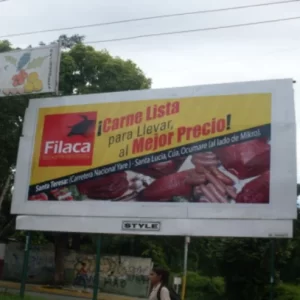 ¡Carne Lista
para Llevar,
al Mejor Precio!
Filaca
Santa Teresa: (Carretera Nacional Yare) - Santa Lucía, Cúa, Ocumare (al lado de Mikro).
STYLE